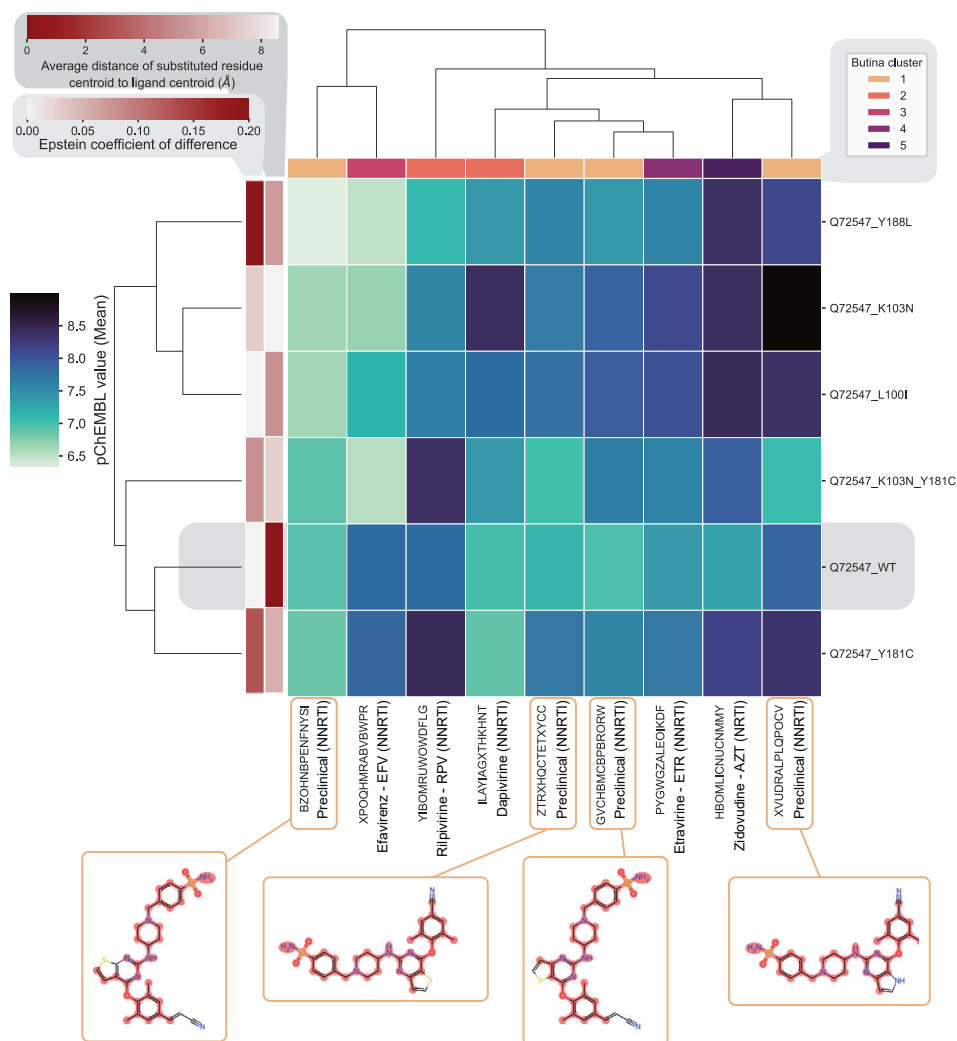 0 2 4 6 8
Average distance of substituted residue
centroid to ligand centroid (Å)
0.00 0.05 0.10 0.15 0.20
Epstein coefficient of difference
Butina cluster
1
2
3
4
5
8.5
8.0
7.5
7.0
6.5
pChEMBL value (Mean)
Q72547_Y188L
Q72547_K103N
Q72547_L100I
Q72547_K103N_Y181C
Q72547_WT
Q72547_Y181C
BZOHNBPENFNYSI
Preclinical (NNRTI)
XPOQHMRABVBWPR
Efavirenz - EFV (NNRTI)
YIBOMRUWOWDFLG
Rilpivirine - RPV (NNRTI)
ILAYIAGXTHKHNT
Dapivirine (NNRTI)
ZTRXHQCTETXYCC
Preclinical (NNRTI)
GVCHBMCBPBRORW
Preclinical (NNRTI)
PYGWGZALEOIKDF
Etravirine - ETR (NNRTI)
HBOMLICNUCNMMY
Zidovudine - AZT (NRTI)
XVUDRALPLQPOCV
Preclinical (NNRTI)